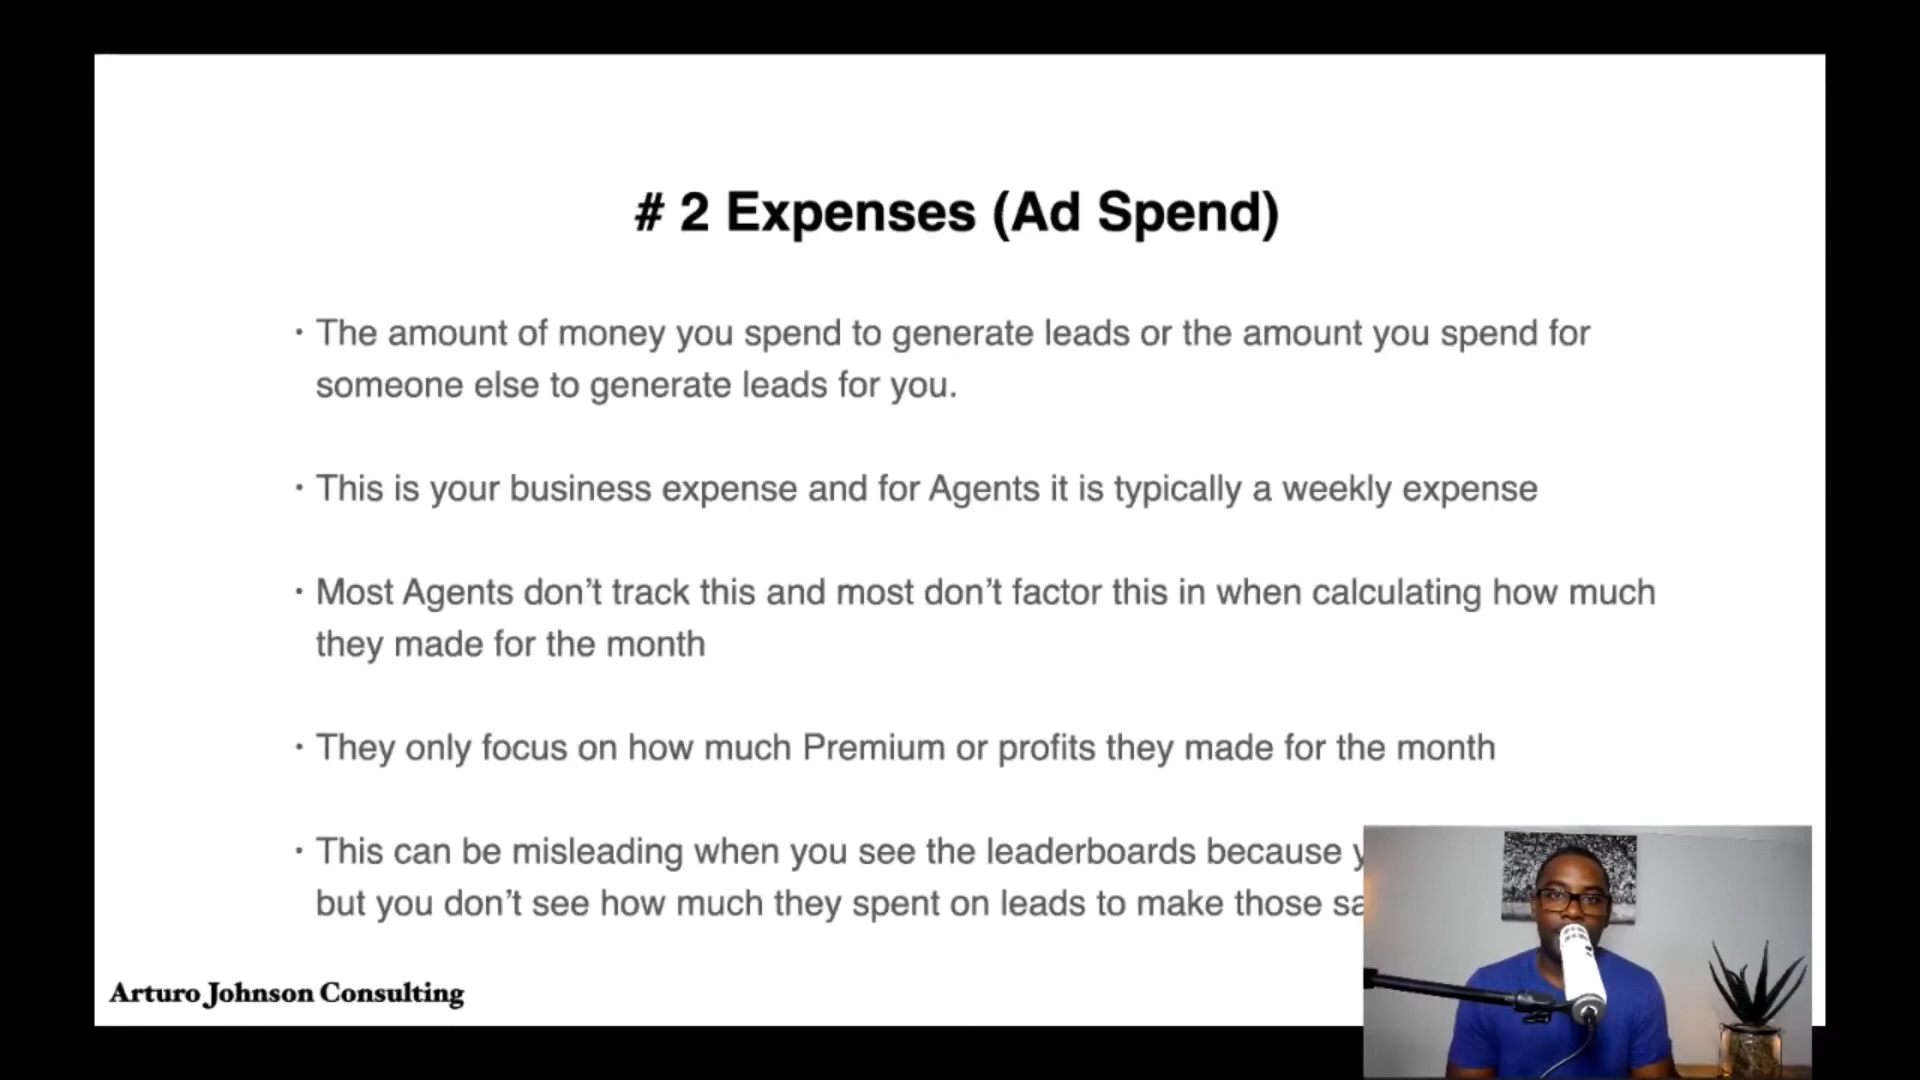 # 2 Expenses (Ad Spend)
· The amount of money you spend to generate leads or the amount you spend for
someone else to generate leads for you.
· This is your business expense and for Agents it is typically a weekly expense
· Most Agents don’t track this and most don’t factor this in when calculating how much
they made for the month
· They only focus on how much Premium or profits they made for the month
· This can be misleading when you see the leaderboards because
but you don’t see how much they spent on leads to make those
Arturo Johnson Consulting